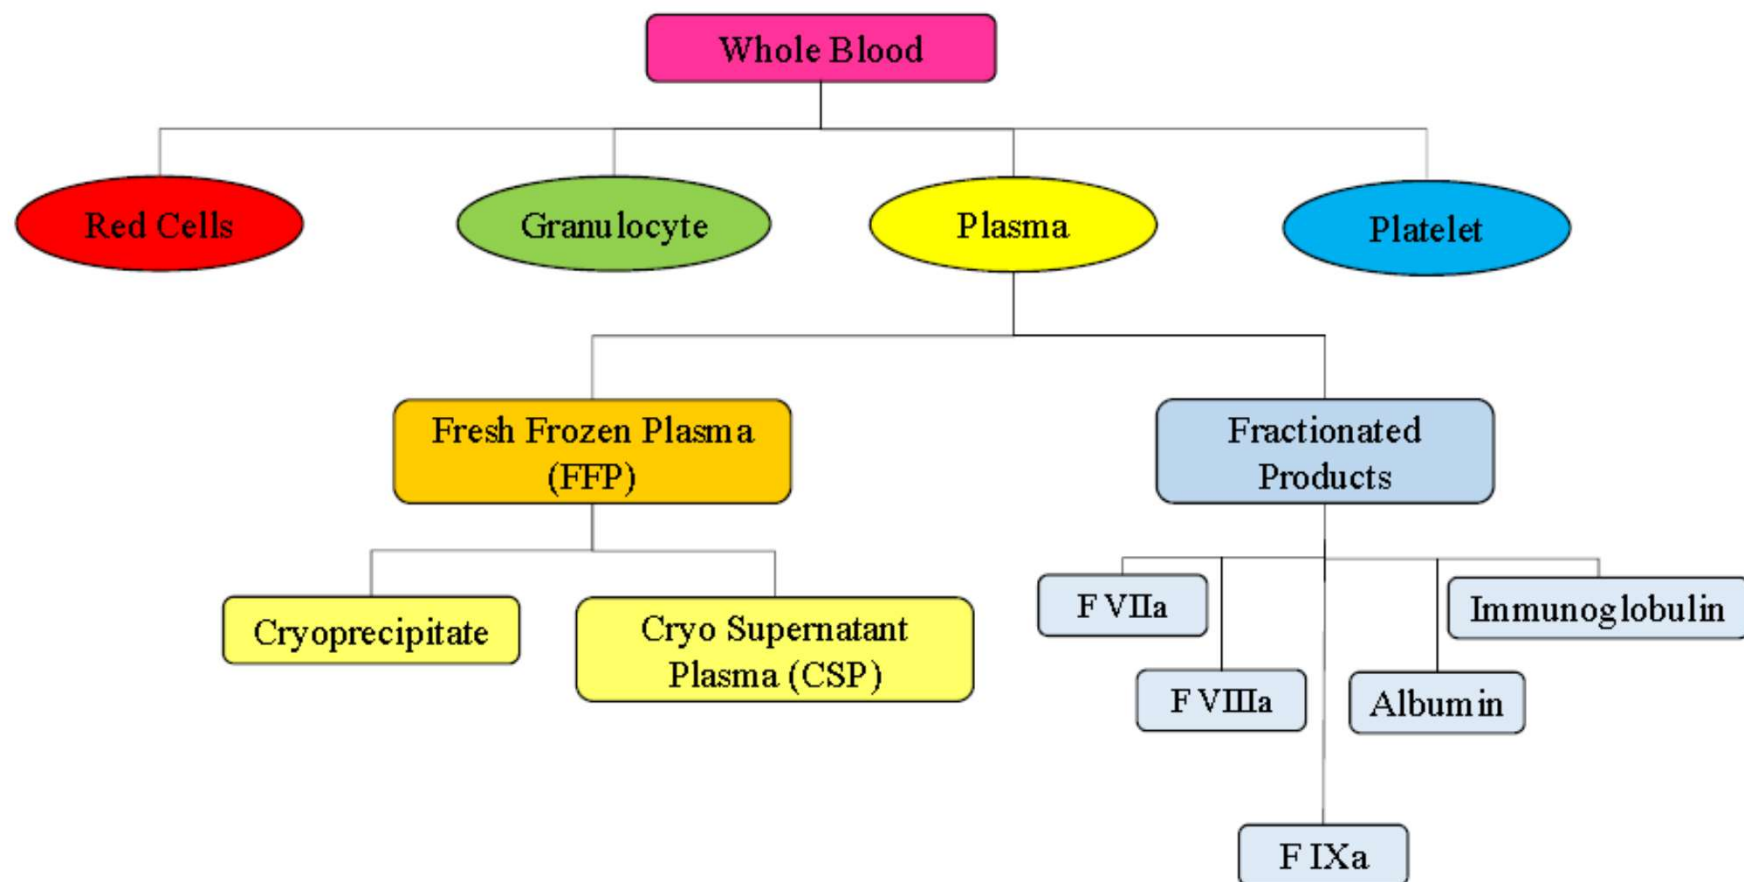 Whole Blood
Red Cells
Granulocyte
Plasma
Platelet
Fresh Frozen Plasma
(FFP)
Fractionated
Products
Cryoprecipitate
Cryo Supernatant
Plasma (CSP)
F VIIa
Immunoglobulin
F VIIIa
Albumin
F IXa